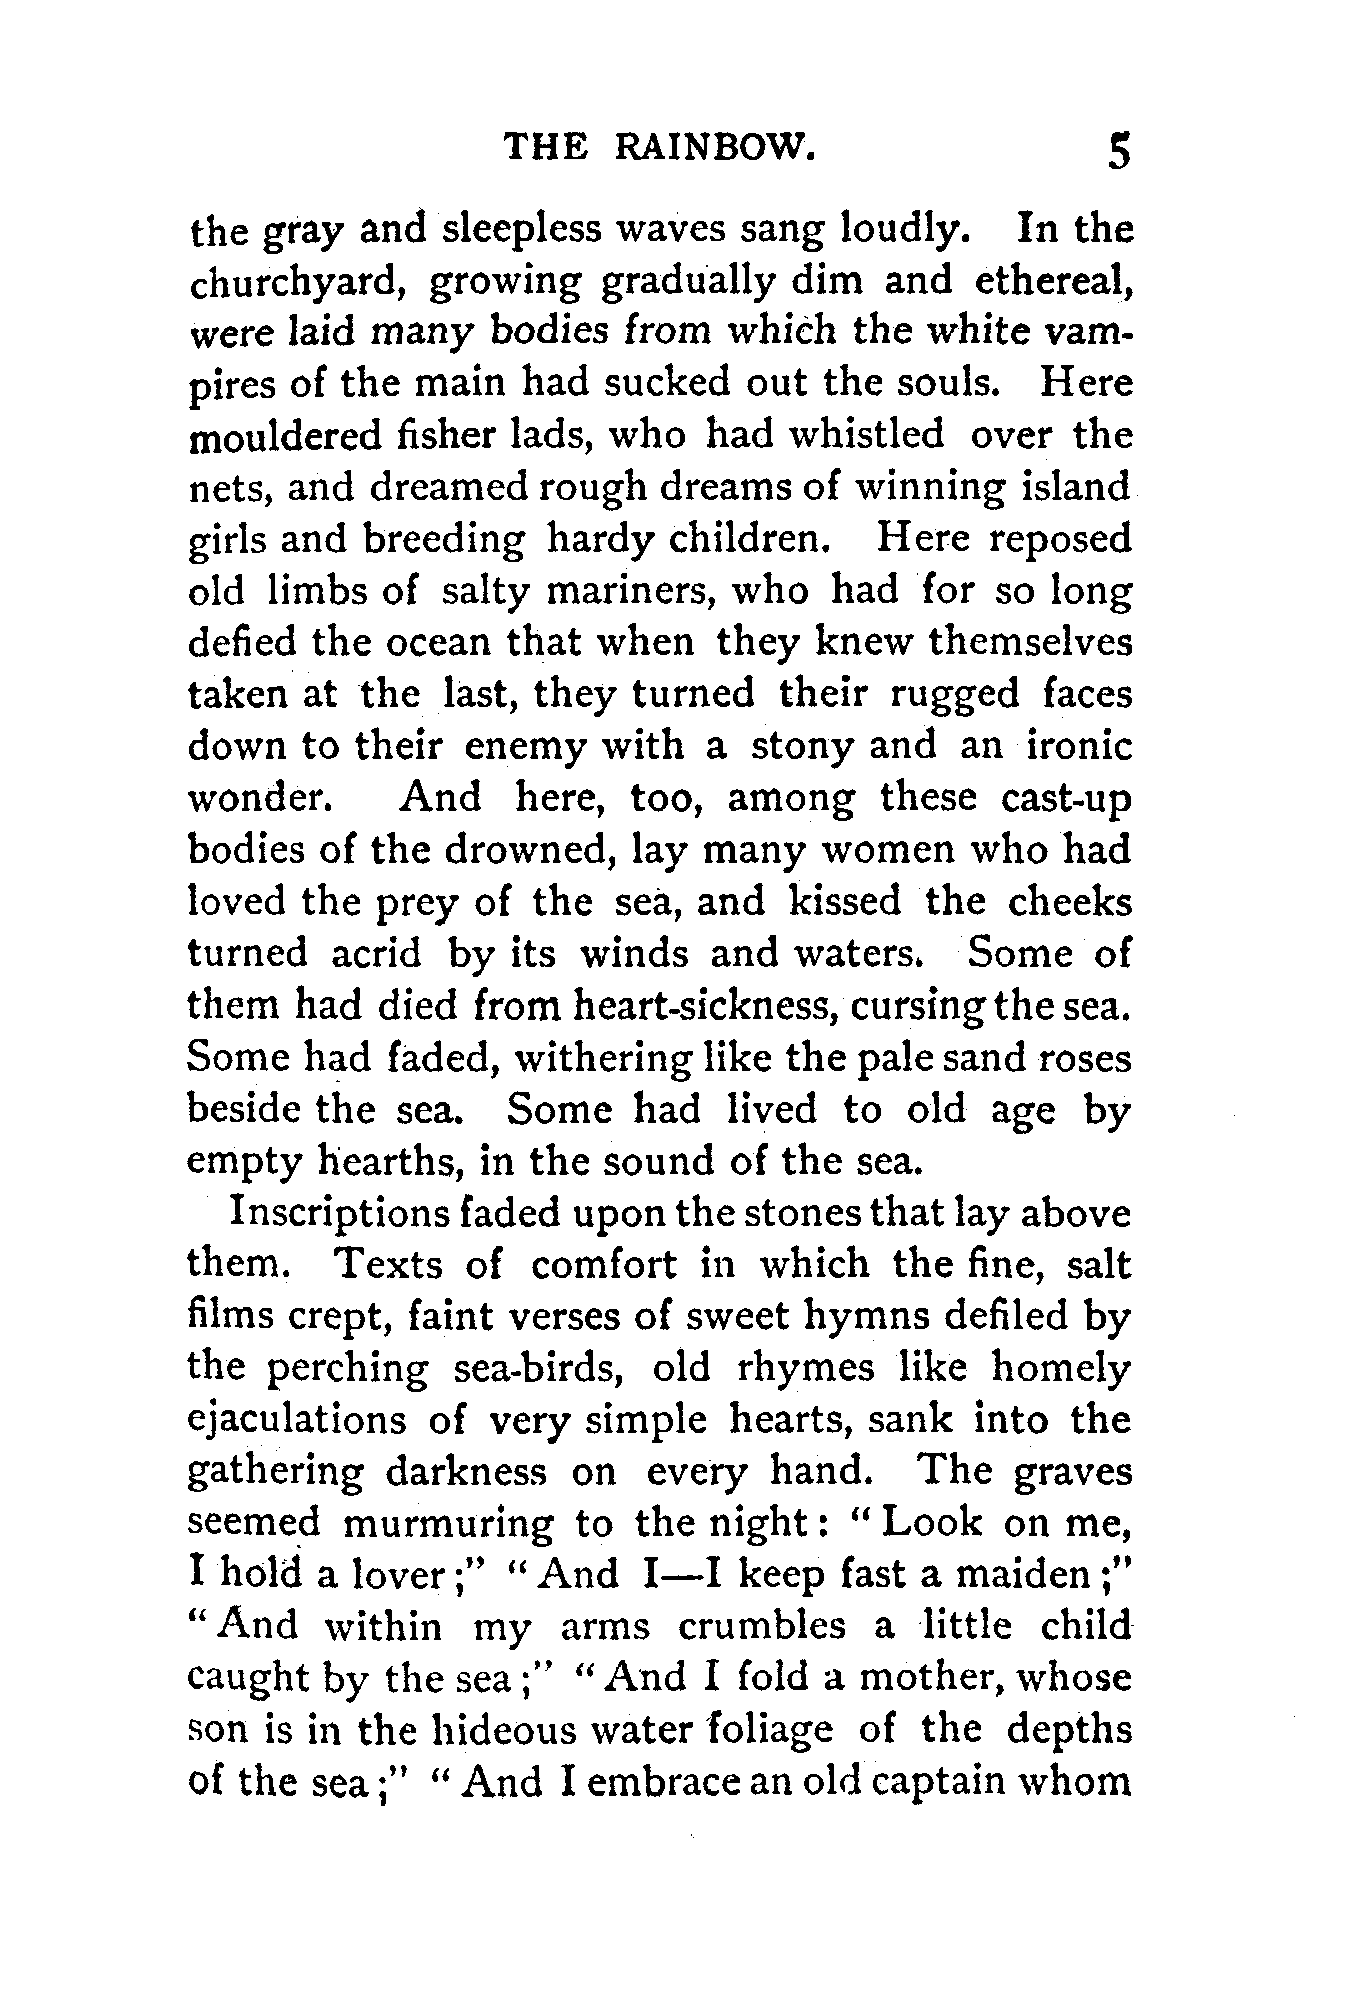 THE RAINBOW. 5
the gray and sleepless waves sang loudly. In the
churchyard, growing gradually dim and ethereal,
were laid many bodies from which the white vam-
pires of the main had sucked out the souls. Here
mouldered fisher lads, who had whistled over the
nets, and dreamed rough dreams of winning island
girls and breeding hardy children. Here reposed
old limbs of salty mariners, who had for so long
defied the ocean that when they knew themselves
taken at the last, they turned their rugged faces
down to their enemy with a stony and an ironic
wonder. And here, too, among these cast-up
bodies of the drowned, lay many women who had
loved the prey of the sea, and kissed the cheeks
turned acrid by its winds and waters. Some of
them had died from heart-sickness, cursing the sea.
Some had faded, withering like the pale sand roses
beside the sea. Some had lived to old age by
empty hearths, in the sound of the sea.
Inscriptions faded upon the stones that lay above
them. Texts of comfort in which the fine, salt
films crept, faint verses of sweet hymns defiled by
the perching sea-birds, old rhymes like homely
ejaculations of very simple hearts, sank into the
gathering darkness on every hand. The graves
seemed murmuring to the night: "Look on me,
I hold a lover;" "And I—I keep fast a maiden;"
"And within my arms crumbles a little child
caught by the sea;" "And I fold a mother, whose
son is in the hideous water foliage of the depths
of the sea;" "And I embrace an old captain whom